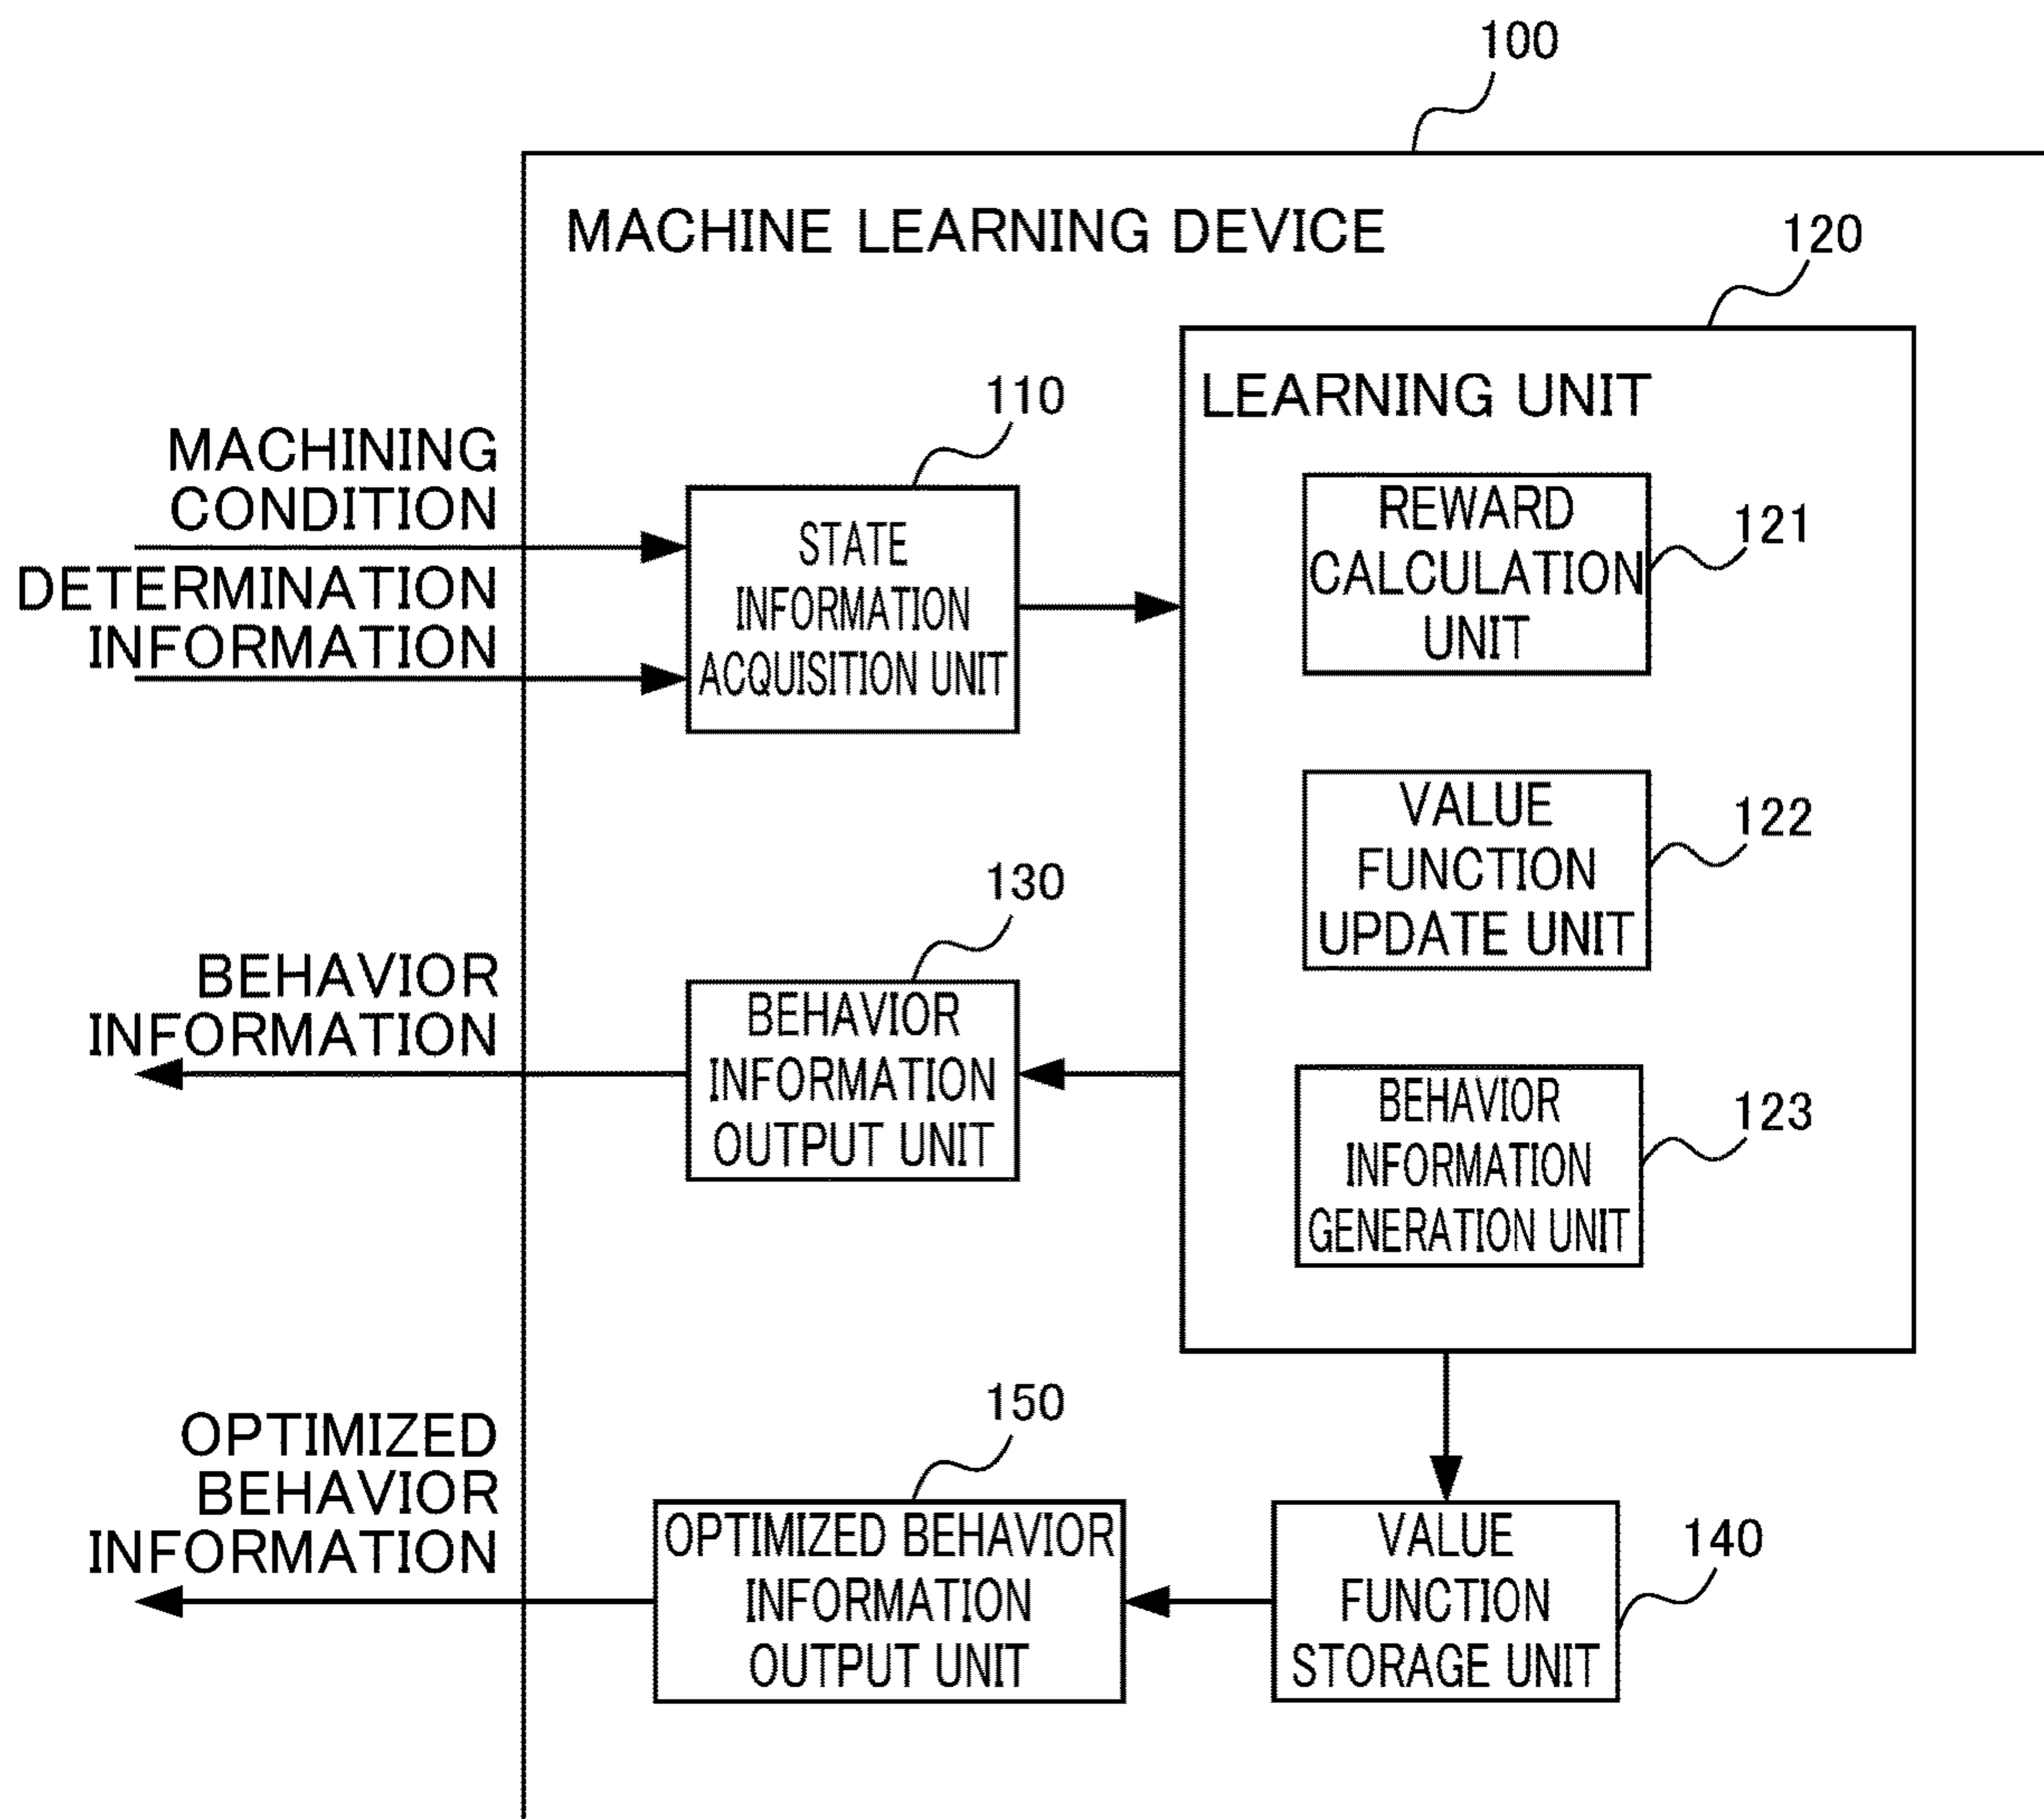 100
MACHINE LEARNING DEVICE
120
LEARNING UNIT
110
MACHINING
CONDITION
DETERMINATION
INFORMATION
STATE
INFORMATION
ACQUISITION UNIT
REWARD
CALCULATION
UNIT
121
VALUE
FUNCTION
UPDATE UNIT
122
130
BEHAVIOR
INFORMATION
BEHAVIOR
INFORMATION
OUTPUT UNIT
BEHAVIOR
INFORMATION
GENERATION UNIT
123
150
OPTIMIZED
BEHAVIOR
INFORMATION
OPTIMIZED BEHAVIOR
INFORMATION
OUTPUT UNIT
VALUE
FUNCTION
STORAGE UNIT
140